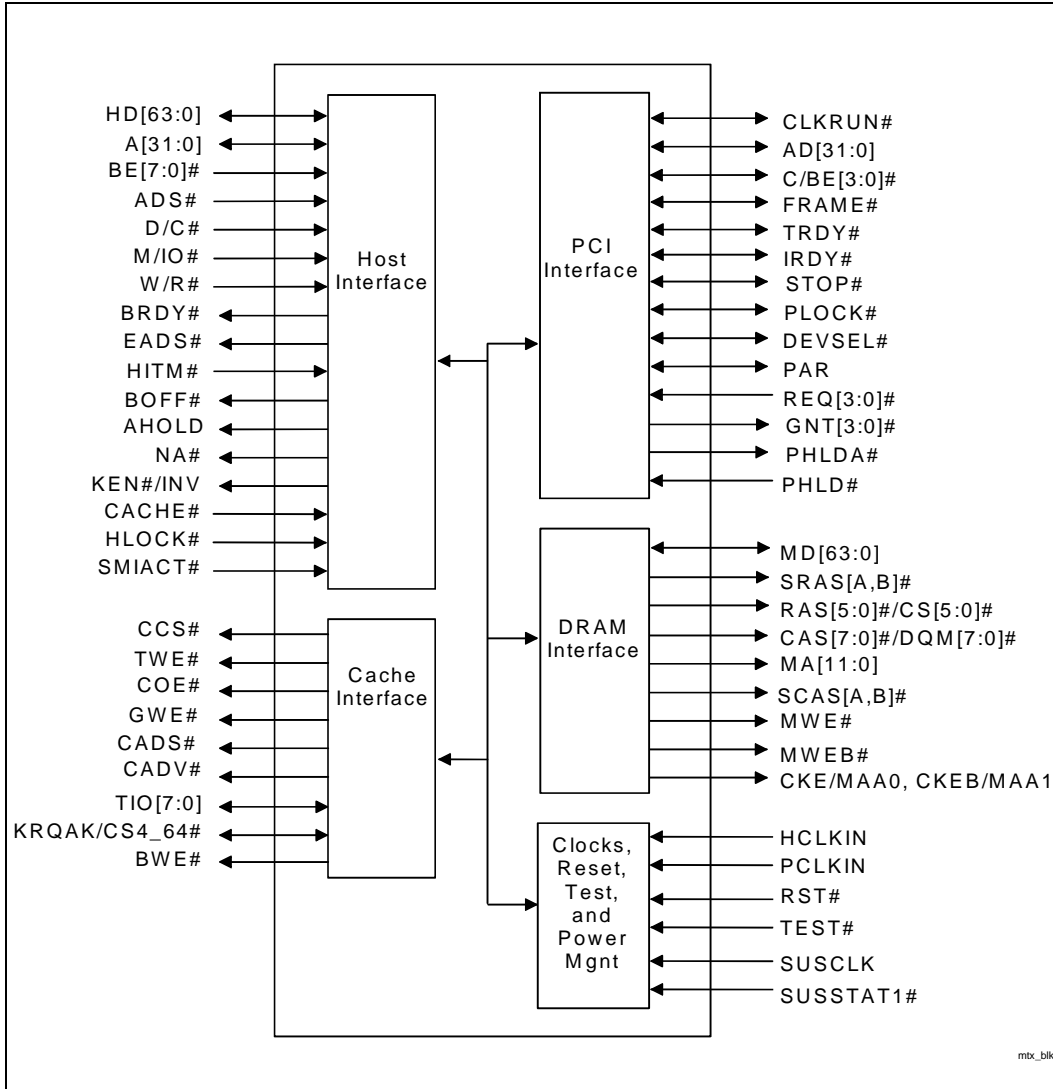 HD[63:0]
A[31:0]
BE[7:0]#
ADS#
D/C#
M/IO#
W/R#
BRDY#
EADS#
HITM#
BOFF#
AHOLD
NA#
KEN#/INV
CACHE#
HLOCK#
SMIACT#
Host
Interface
CCS#
TWE#
COE#
GWE#
CADS#
CADV#
TIO[7:0]
KRQAK/CS4_64#
BWE#
Cache
Interface
PCI
Interface
CLKRUN#
AD[31:0]
C/BE[3:0]#
FRAME#
TRDY#
IRDY#
STOP#
PLOCK#
DEVSEL#
PAR
REQ[3:0]#
GNT[3:0]#
PHLDA#
PHLD#
DRAM
Interface
MD[63:0]
SRAS[A,B]#
RAS[5:0]#/CS[5:0]#
CAS[7:0]#/DQM[7:0]#
MA[11:0]
SCAS[A,B]#
MWE#
MWEB#
CKE/MAA0, CKEB/MAA1
Clocks,
Reset,
Test,
and
Power
Mgnt
HCLKIN
PCLKIN
RST#
TEST#
SUSCLK
SUSSTAT1#
mtx_blk